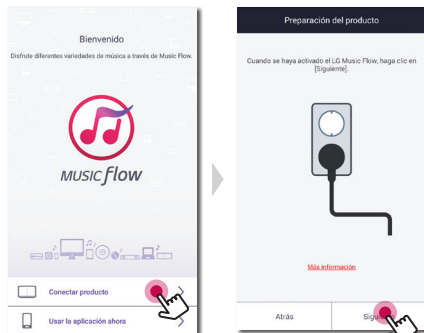 Bienvenido
Disfrute diferentes variedades de música a través de Music Flow.
MUSIC flow
Conectar producto
Usar la aplicación ahora
Preparación del producto
Cuando se haya activado el LG Music Flow, haga clic en
[Siguiente].
Más información
Atrás